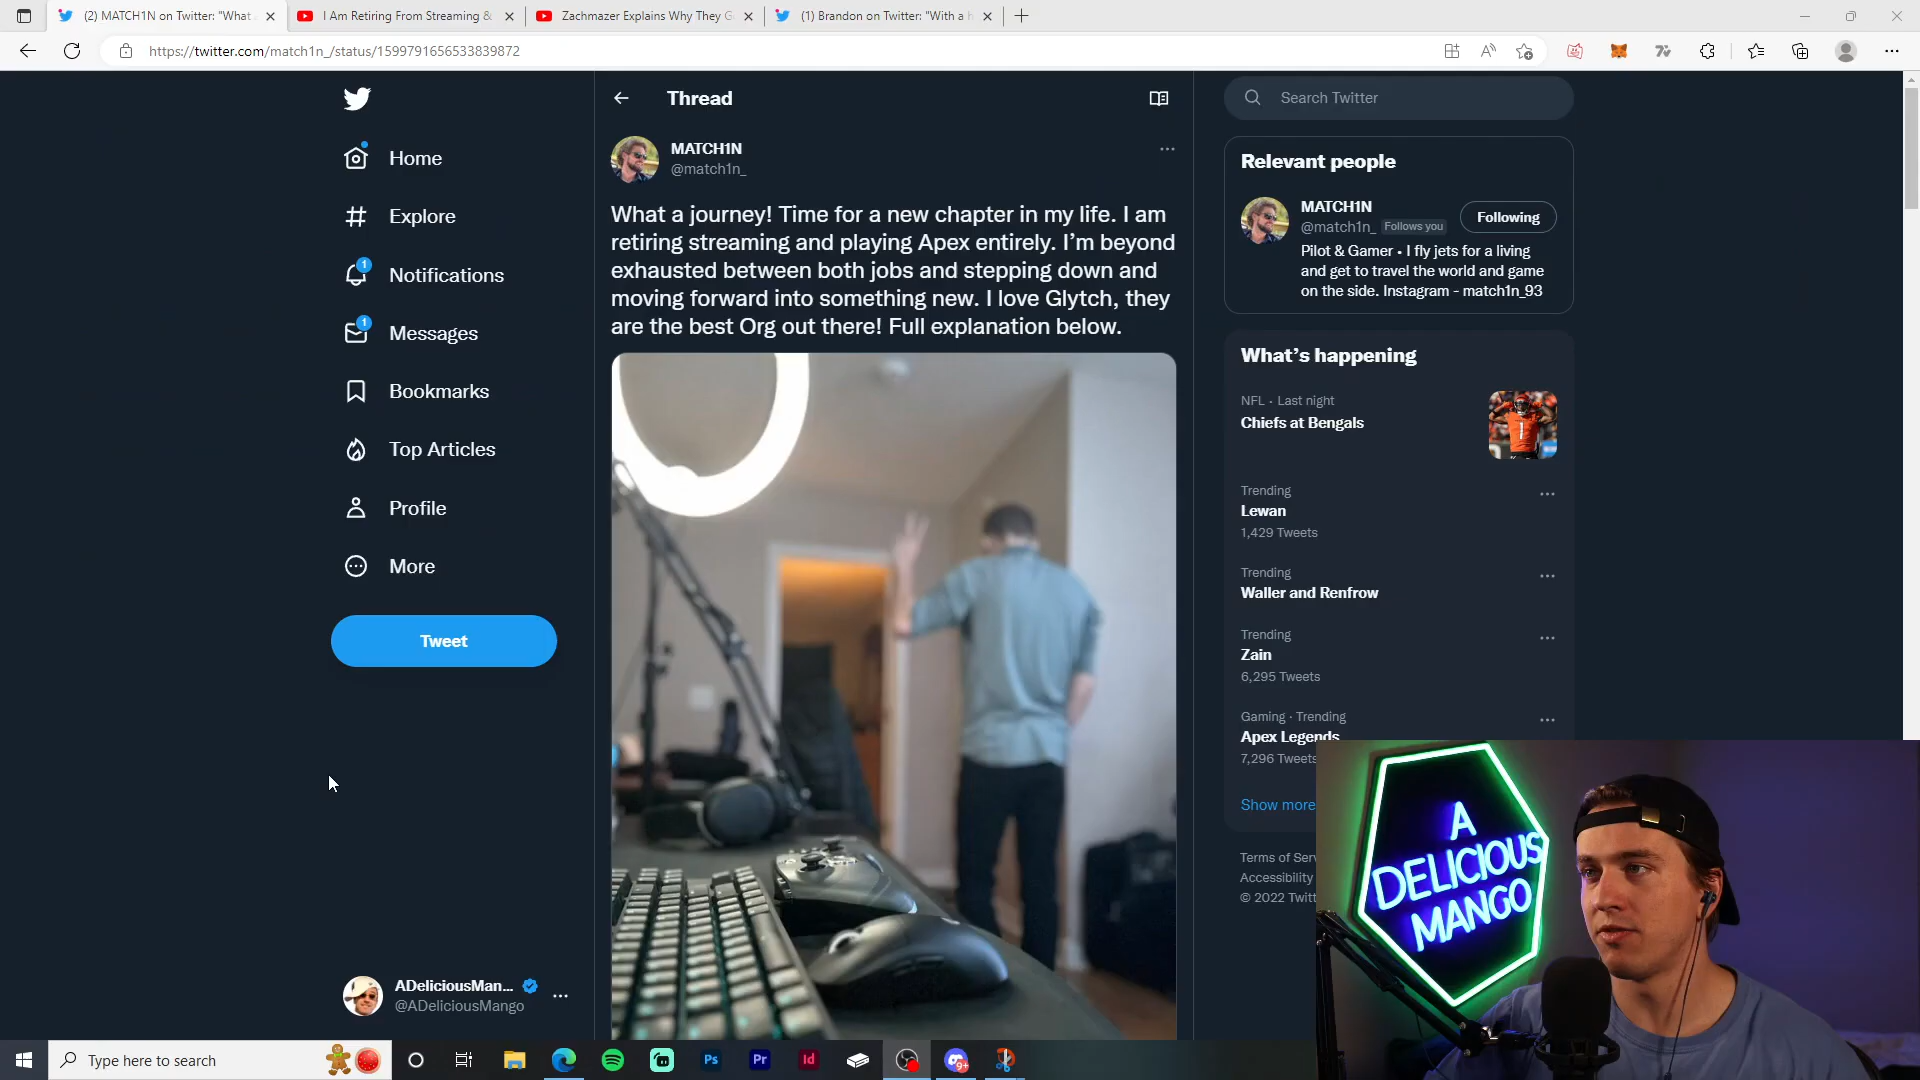 (2) MATCH1N on Twitter: "What
I Am Retiring From Streaming &
Zachmazer Explains Why They G
(1) Brandon on Twitter: "With a h
https://twitter.com/match1n_/status/1599791656533839872
Home
Explore
1
Notifications
1
Messages
Bookmarks
Top Articles
Profile
More
Tweet
ADeliciousMan...
@ADeliciousMango
Thread
MATCH1N
@match1n_
What a journey! Time for a new chapter in my life. I am
retiring streaming and playing Apex entirely. I'm beyond
exhausted between both jobs and stepping down and
moving forward into something new. I love Glytch, they
are the best Org out there! Full explanation below.
Search Twitter
Relevant people
MATCH1N
@match1n_ Follows you
Following
Pilot & Gamer • I fly jets for a living
and get to travel the world and game
on the side. Instagram - match1n_93
What's happening
NFL · Last night
Chiefs at Bengals
Trending
Lewan
1,429 Tweets
Trending
Waller and Renfrow
Trending
Zain
6,295 Tweets
Gaming · Trending
Apex Legends
7,296 Tweets
Show more
Terms of Serv
Accessibility
© 2022 Twitt
A
DELICIOUS
MANGO
Type here to search
Ps
Pr
Id
9+